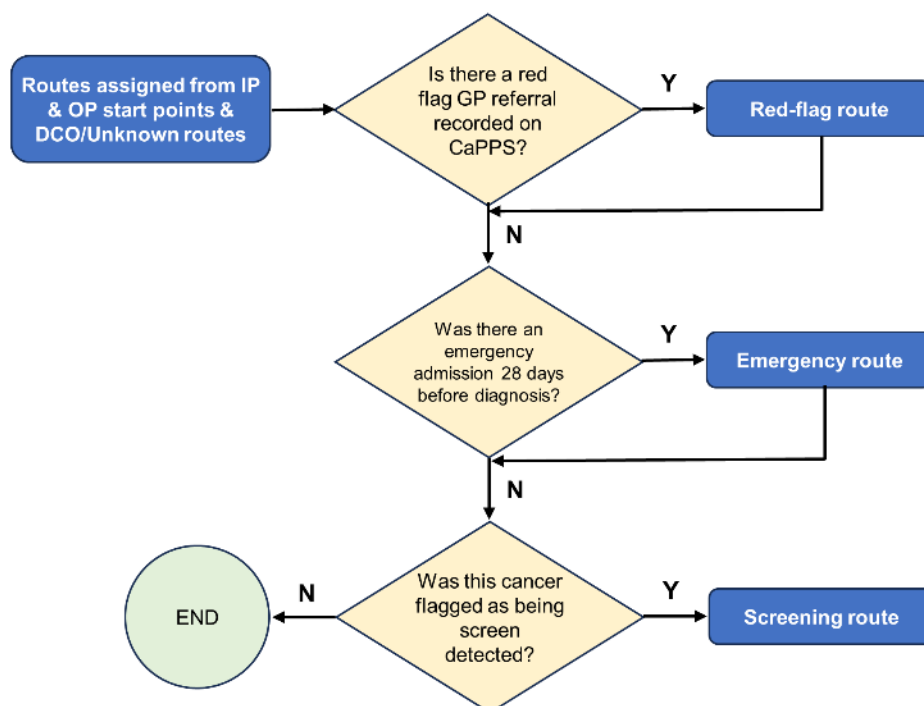 Routes assigned from IP
& OP start points &
DCO/Unknown routes
Is there a red
flag GP referral
recorded on
CaPPS?
Y
Red-flag route
N
Was there an
emergency
admission 28 days
before diagnosis?
Y
Emergency route
N
Was this cancer
flagged as being
screen
detected?
Y
Screening route
N
END